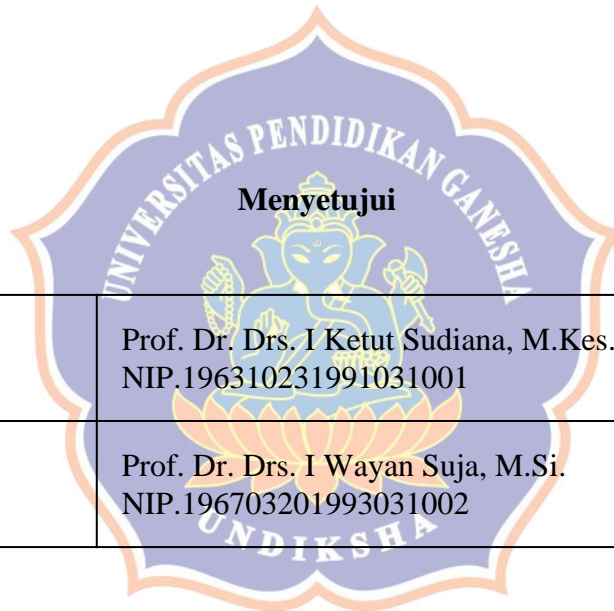 UNIVERSITAS PENDIDIKAN GANESHA
Menyetujui
Prof. Dr. Drs. I Ketut Sudiana, M.Kes.
NIP.196310231991031001
Prof. Dr. Drs. I Wayan Suja, M.Si.
NIP.196703201993031002
UNDIKSHA